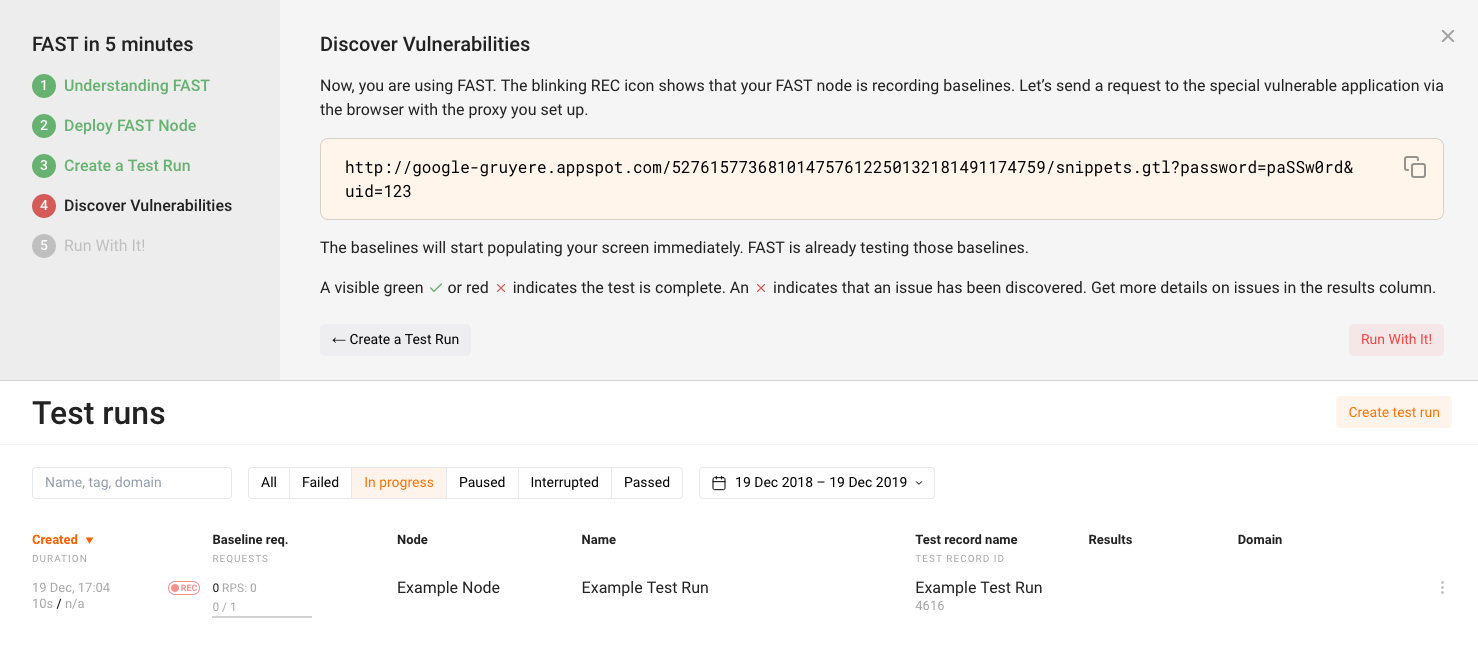 FAST in 5 minutes
1 Understanding FAST
2 Deploy FAST Node
3 Create a Test Run
4 Discover Vulnerabilities
5 Run With It!
Discover Vulnerabilities
Now, you are using FAST. The blinking REC icon shows that your FAST node is recording baselines. Let’s send a request to the special vulnerable application via
the browser with the proxy you set up.
http://google-gruyere.appspot.com/527615773681014757612250132181491174759/snippets.gtl?password=paSSw0rd&
uid=123
The baselines will start populating your screen immediately. FAST is already testing those baselines.
A visible green ✓ or red × indicates the test is complete. An × indicates that an issue has been discovered. Get more details on issues in the results column.
← Create a Test Run
Run With It!
Test runs
Create test run
Name, tag, domain
All Failed In progress Paused Interrupted Passed
19 Dec 2018 – 19 Dec 2019
Created ▼ Baseline req. Node Name Test record name Results Domain
DURATION REQUESTS TEST RECORD ID
19 Dec, 17:04 REC 0 RPS: 0 Example Node Example Test Run Example Test Run
10s / n/a 0 / 1 4616